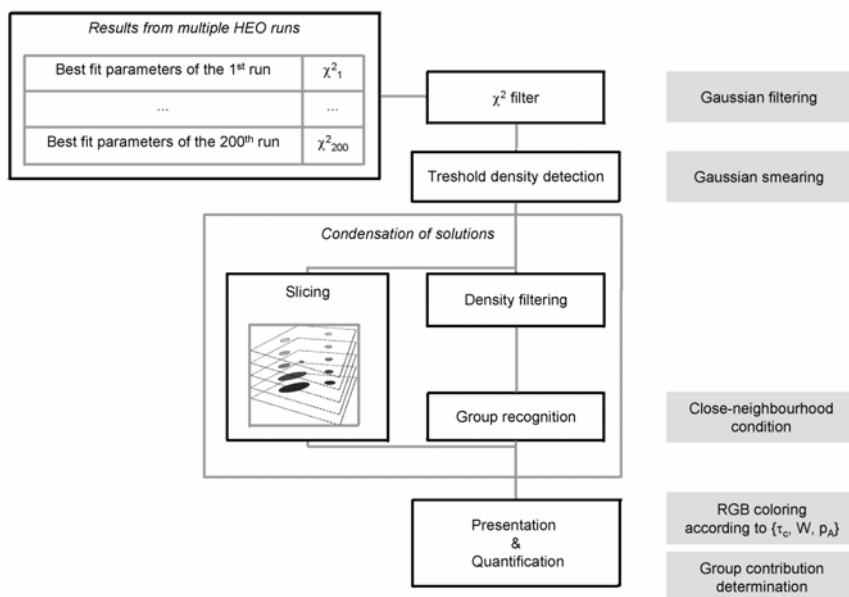 Results from multiple HEO runs
Best fit parameters of the 1st run
χ²₁
...
...
Best fit parameters of the 200th run
χ²₂₀₀
χ² filter
Gaussian filtering
Treshold density detection
Gaussian smearing
Condensation of solutions
Slicing
Density filtering
Group recognition
Close-neighbourhood
condition
Presentation
&
Quantification
RGB coloring
according to {τc, W, pA}
Group contribution
determination